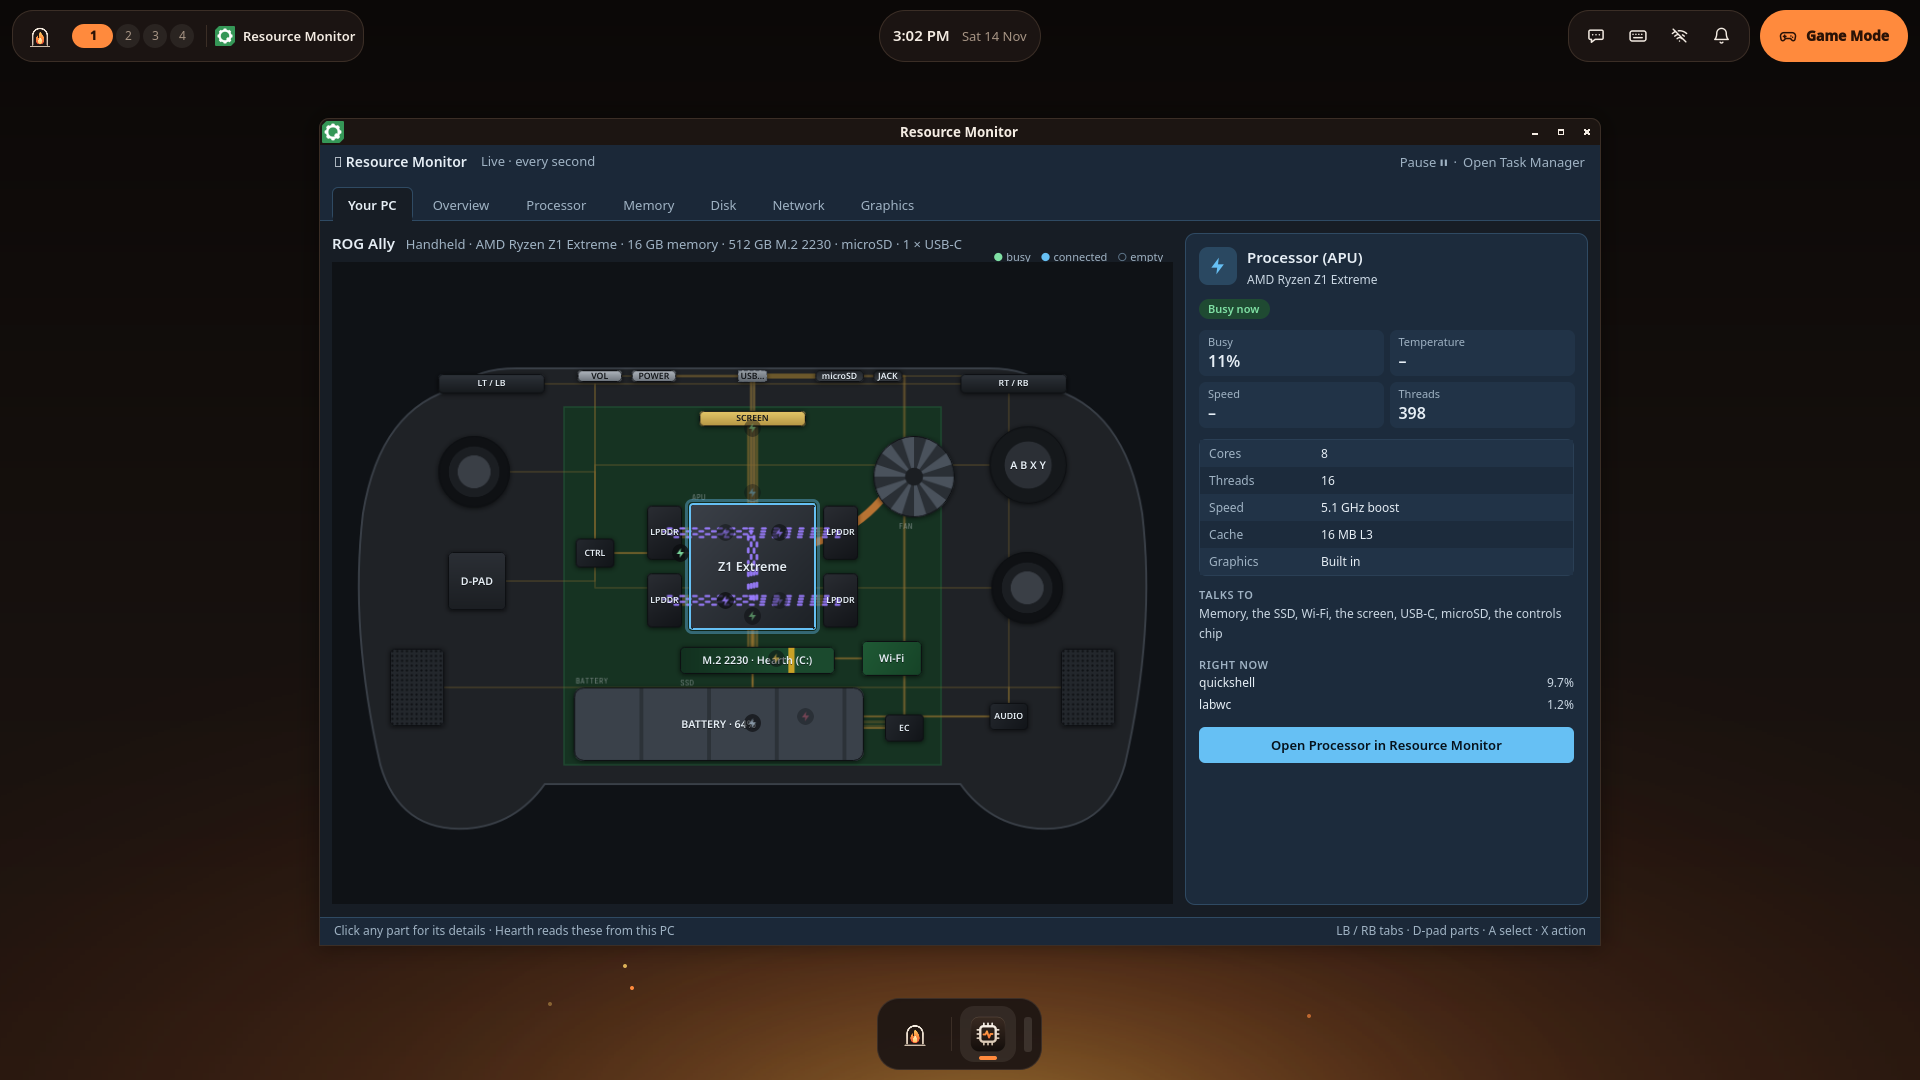 1 2 3 4 Resource Monitor
3:02 PM Sat 14 Nov
Game Mode
Resource Monitor
Resource Monitor Live · every second
Pause · Open Task Manager
Your PC Overview Processor Memory Disk Network Graphics
ROG Ally Handheld · AMD Ryzen Z1 Extreme · 16 GB memory · 512 GB M.2 2230 · microSD · 1 × USB-C
busy connected empty
LT / LB VOL POWER USB... microSD JACK RT / RB
SCREEN
A B X Y
APU
FAN
LPDDR LPDDR
CTRL
Z1 Extreme
D-PAD
LPDDR LPDDR
M.2 2230 · Hearth (C:)
Wi-Fi
BATTERY SSD
BATTERY · 64
AUDIO
EC
Processor (APU)
AMD Ryzen Z1 Extreme
Busy now
Busy
11%
Temperature
–
Speed
–
Threads
398
Cores 8
Threads 16
Speed 5.1 GHz boost
Cache 16 MB L3
Graphics Built in
TALKS TO
Memory, the SSD, Wi-Fi, the screen, USB-C, microSD, the controls
chip
RIGHT NOW
quickshell 9.7%
labwc 1.2%
Open Processor in Resource Monitor
Click any part for its details · Hearth reads these from this PC
LB / RB tabs · D-pad parts · A select · X action